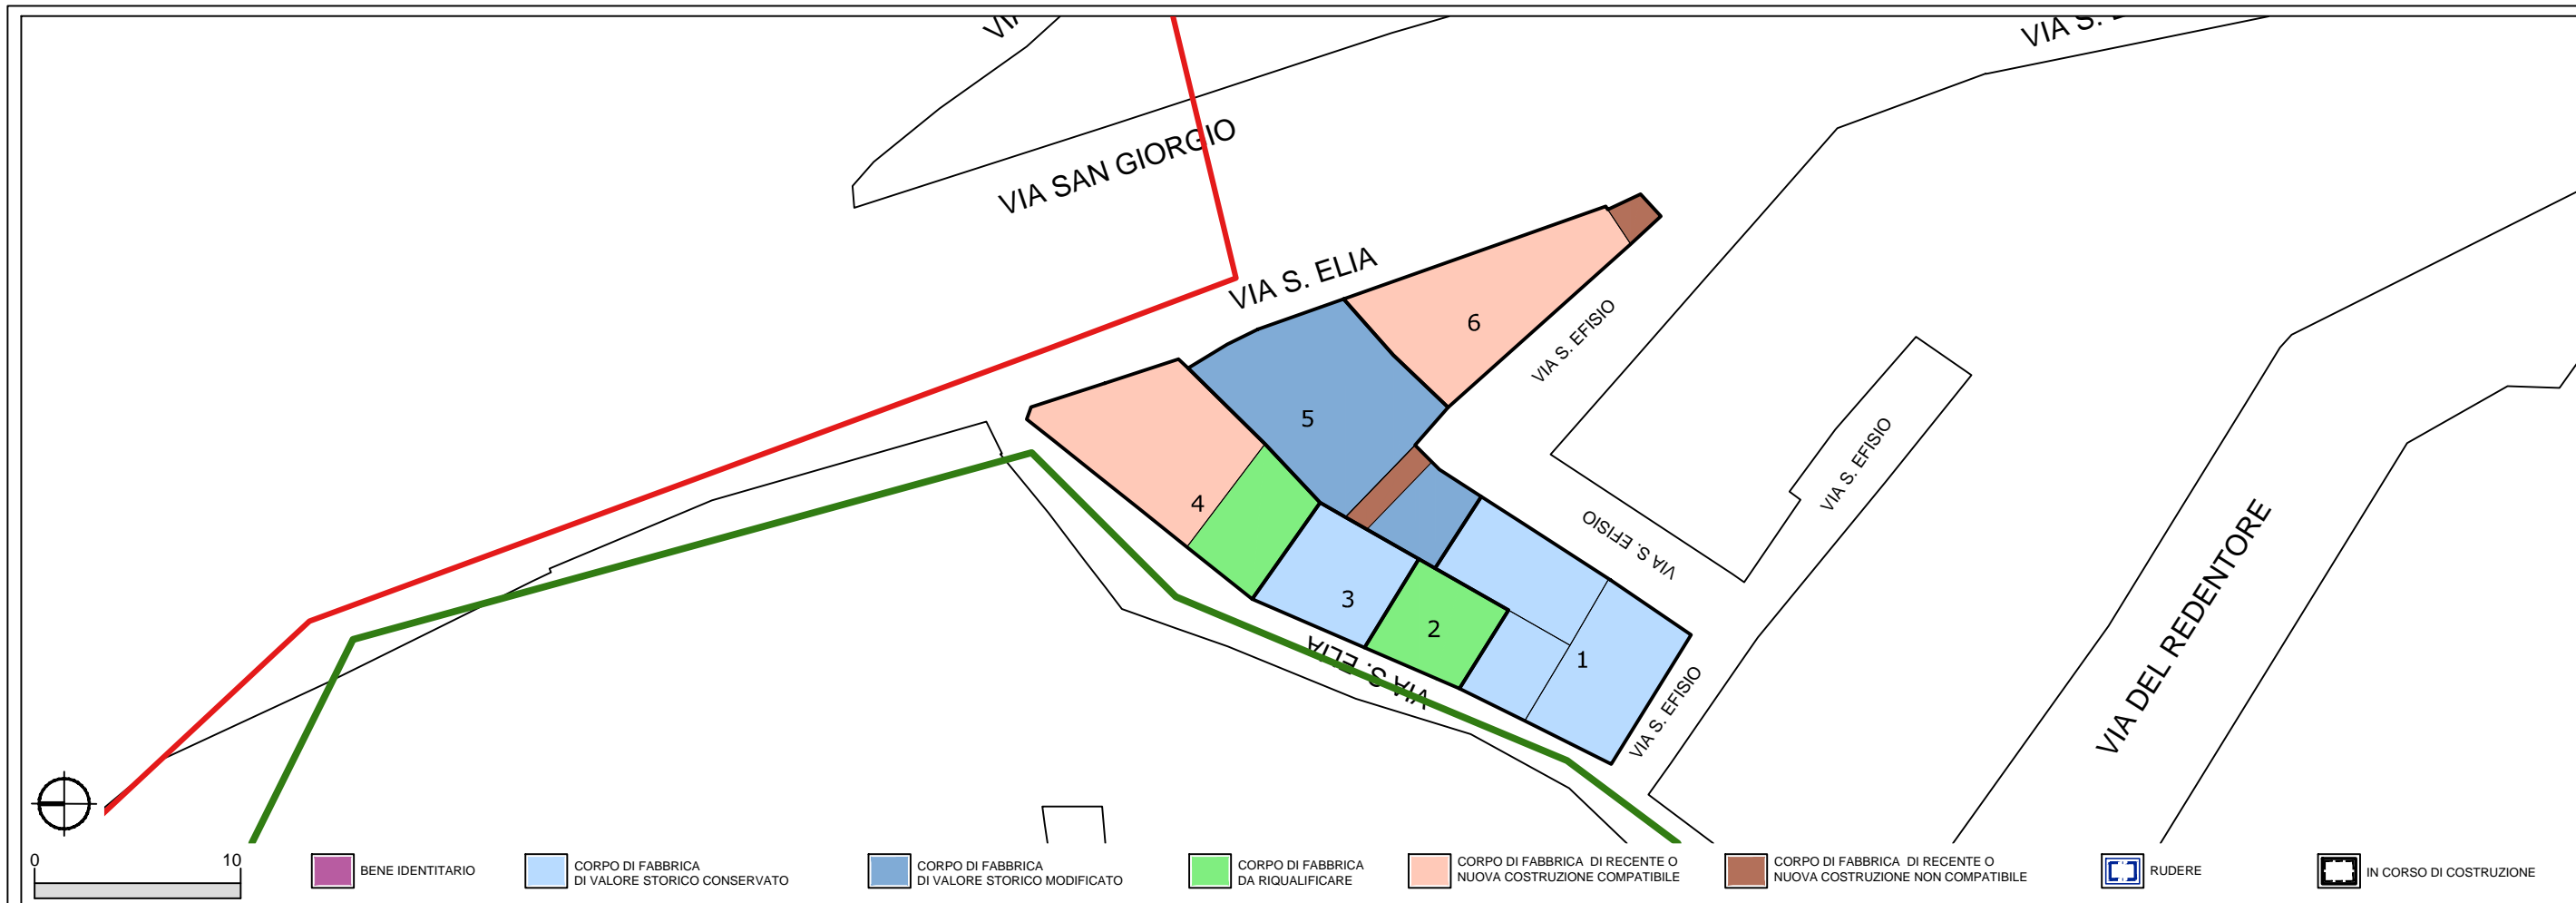 VIA S.
VIA SAN GIORGIO
VIA S. ELIA
6
VIA S. EFISIO
5
VIA S. EFISIO
4
VIA S. EFISIO
VIA DEL REDENTORE
3
2
1
VIA S. ELIA
VIA S. EFISIO
0 10
BENE IDENTITARIO
CORPO DI FABBRICA
DI VALORE STORICO CONSERVATO
CORPO DI FABBRICA
DI VALORE STORICO MODIFICATO
CORPO DI FABBRICA
DA RIQUALIFICARE
CORPO DI FABBRICA DI RECENTE O
NUOVA COSTRUZIONE COMPATIBILE
CORPO DI FABBRICA DI RECENTE O
NUOVA COSTRUZIONE NON COMPATIBILE
RUDERE
IN CORSO DI COSTRUZIONE